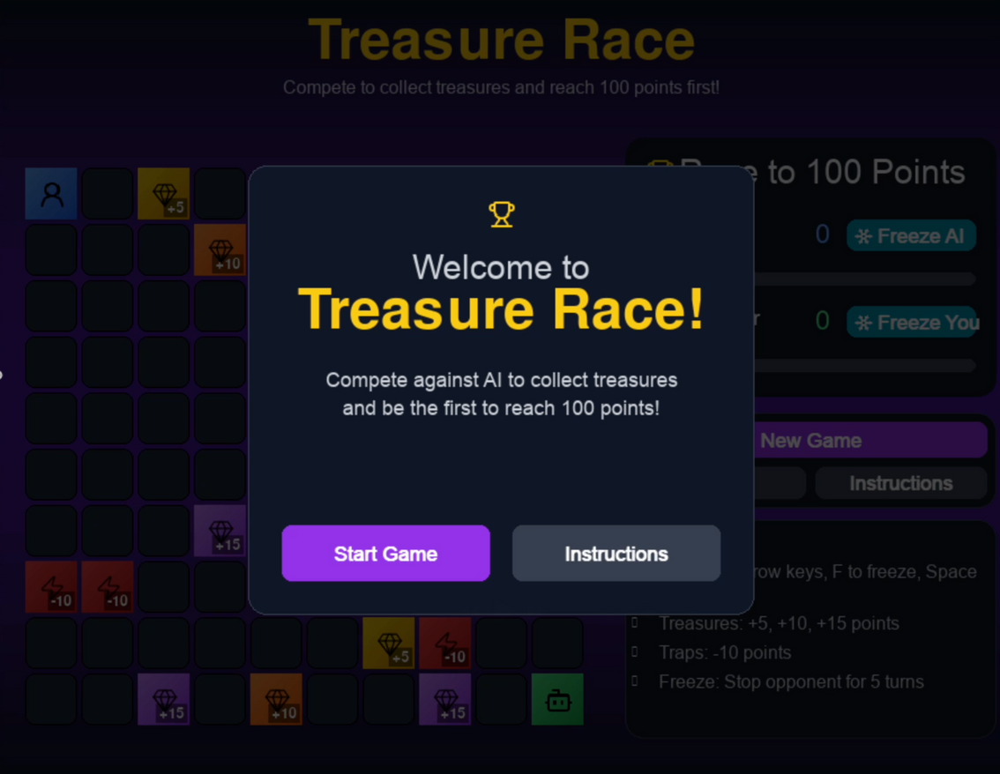 Treasure Race
Compete to collect treasures and reach 100 points first!
e to 100 Points
+5
+10
0
Freeze AI
0
Freeze You
Welcome to
Treasure Race!
Compete against AI to collect treasures
and be the first to reach 100 points!
Start Game
Instructions
New Game
Instructions
+15
-10
-10
row keys, F to freeze, Space
Treasures: +5, +10, +15 points
Traps: -10 points
Freeze: Stop opponent for 5 turns
+5
-10
+15
+10
+15